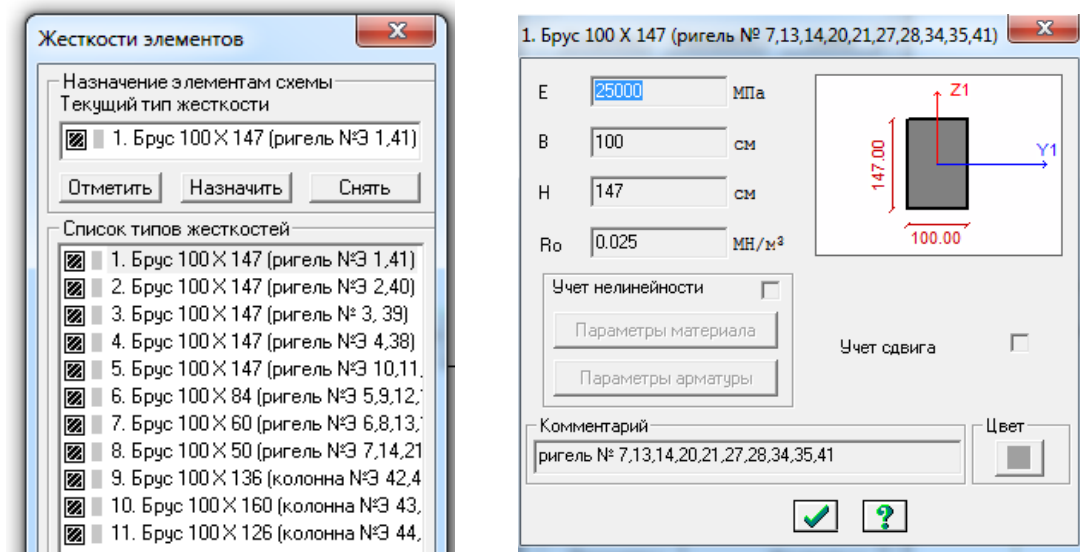 Жесткости элементов
Назначение элементам схемы
Текущий тип жесткости
1. Брус 100 X 147 (ригель №Э 1,41)
Отметить
Назначить
Снять
Список типов жесткостей
1. Брус 100 X 147 (ригель №Э 1,41)
2. Брус 100 X 147 (ригель №Э 2,40)
3. Брус 100 X 147 (ригель № 3, 39)
4. Брус 100 X 147 (ригель №Э 4,38)
5. Брус 100 X 147 (ригель №Э 10,11,
6. Брус 100 X 84 (ригель №Э 5,9,12,
7. Брус 100 X 60 (ригель №Э 6,8,13,
8. Брус 100 X 50 (ригель №Э 7,14,21
9. Брус 100 X 136 (колонна №Э 42,4
10. Брус 100 X 160 (колонна №Э 43,
11. Брус 100 X 126 (колонна №Э 44,
1. Брус 100 X 147 (ригель № 7,13,14,20,21,27,28,34,35,41)
E 25000 МПа
B 100 см
H 147 см
Ro 0.025 МН/м³
Z1
Y1
147.00
100.00
Учет нелинейности
Параметры материала
Параметры арматуры
Учет сдвига
Комментарий
ригель № 7,13,14,20,21,27,28,34,35,41
Цвет
?